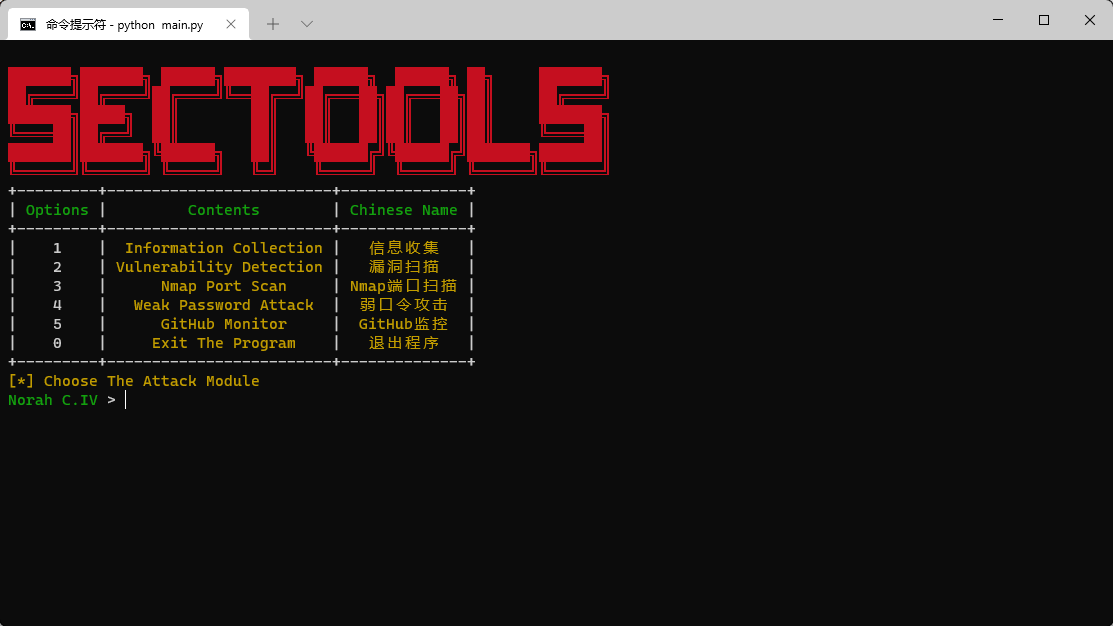 命令提示符 - python main.py
SECTOOLS
+---------+-------------------------+--------------+
| Options | Contents | Chinese Name |
+---------+-------------------------+--------------+
| 1 | Information Collection | 信息收集 |
| 2 | Vulnerability Detection | 漏洞扫描 |
| 3 | Nmap Port Scan | Nmap端口扫描 |
| 4 | Weak Password Attack | 弱口令攻击 |
| 5 | GitHub Monitor | GitHub监控 |
| 0 | Exit The Program | 退出程序 |
+---------+-------------------------+--------------+
[*] Choose The Attack Module
Norah C.IV >